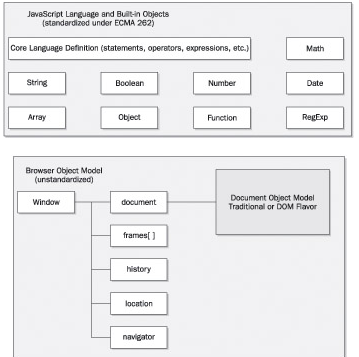 JavaScript Language and Built-in Objects
(standardized under ECMA 262)
Core Language Definition (statements, operators, expressions, etc.)
Math
String
Boolean
Number
Date
Array
Object
Function
RegExp
Browser Object Model
(unstandardized)
Window
document
Document Object Model
Traditional or DOM Flavor
frames[ ]
history
location
navigator